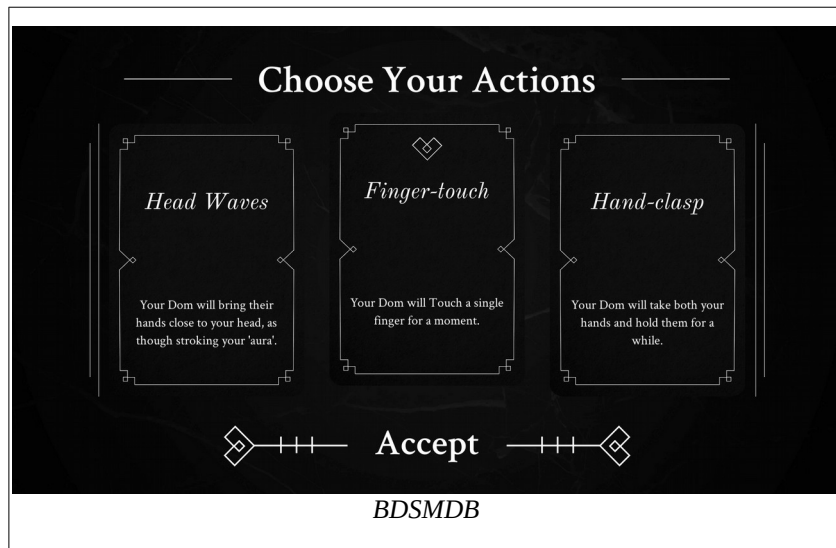 Choose Your Actions
Head Waves
Your Dom will bring their
hands close to your head, as
though stroking your 'aura'.
Finger-touch
Your Dom will Touch a single
finger for a moment.
Hand-clasp
Your Dom will take both your
hands and hold them for a
while.
Accept
BDSMDB